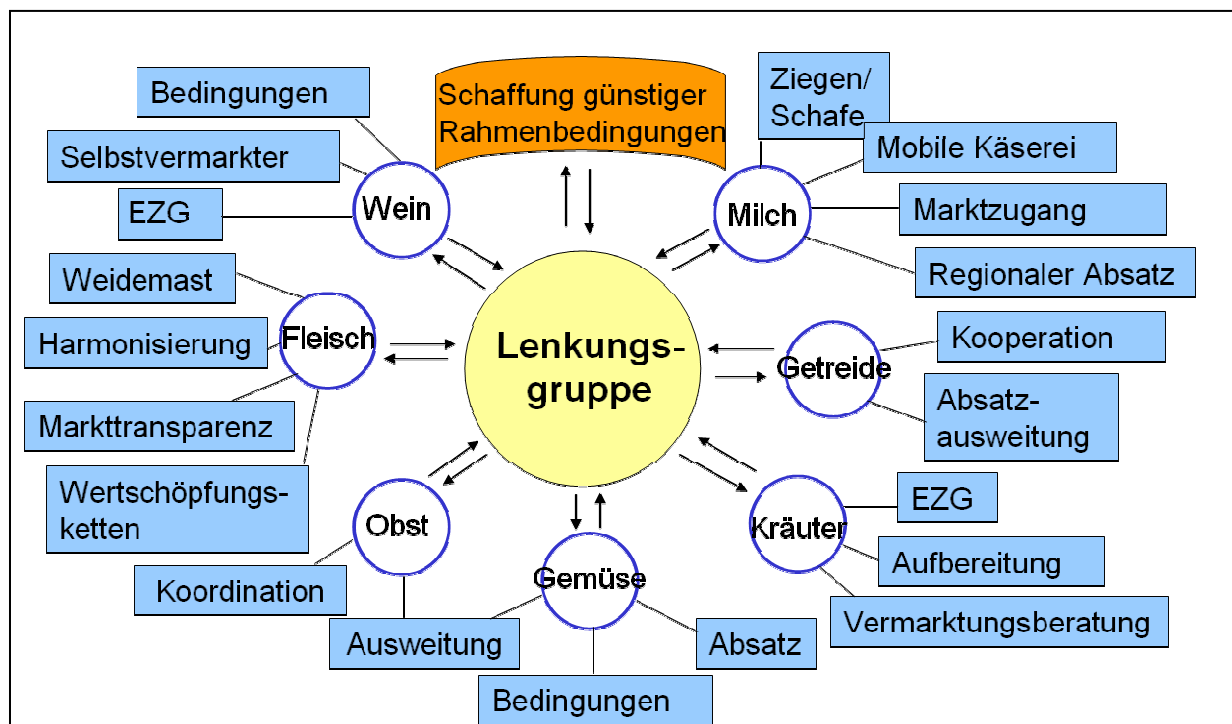 Bedingungen
Selbstvermarkter
EZG
Wein
Schaffung günstiger
Rahmenbedingungen
Ziegen/
Schafe
Mobile Käserei
Marktzugang
Regionaler Absatz
Milch
Weidemast
Harmonisierung
Markttransparenz
Wertschöpfungs-
ketten
Fleisch
Lenkungs-
gruppe
Getreide
Kooperation
Absatz-
ausweitung
Obst
Koordination
Ausweitung
Gemüse
Bedingungen
Absatz
Kräuter
EZG
Aufbereitung
Vermarktungsberatung